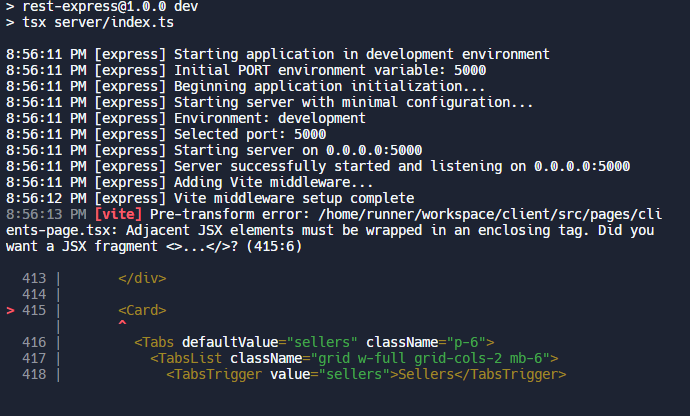 > rest-express@1.0.0 dev
> tsx server/index.ts
8:56:11 PM [express] Starting application in development environment
8:56:11 PM [express] Initial PORT environment variable: 5000
8:56:11 PM [express] Beginning application initialization...
8:56:11 PM [express] Starting server with minimal configuration...
8:56:11 PM [express] Environment: development
8:56:11 PM [express] Selected port: 5000
8:56:11 PM [express] Starting server on 0.0.0.0:5000
8:56:11 PM [express] Server successfully started and listening on 0.0.0.0:5000
8:56:11 PM [express] Adding Vite middleware...
8:56:12 PM [express] Vite middleware setup complete
8:56:13 PM [vite] Pre-transform error: /home/runner/workspace/client/src/pages/cli
ents-page.tsx: Adjacent JSX elements must be wrapped in an enclosing tag. Did you
want a JSX fragment <>...</>? (415:6)
  413 |       </div>
  414 |
> 415 |       <Card>
      |       ^
  416 |         <Tabs defaultValue="sellers" className="p-6">
  417 |           <TabsList className="grid w-full grid-cols-2 mb-6">
  418 |             <TabsTrigger value="sellers">Sellers</TabsTrigger>